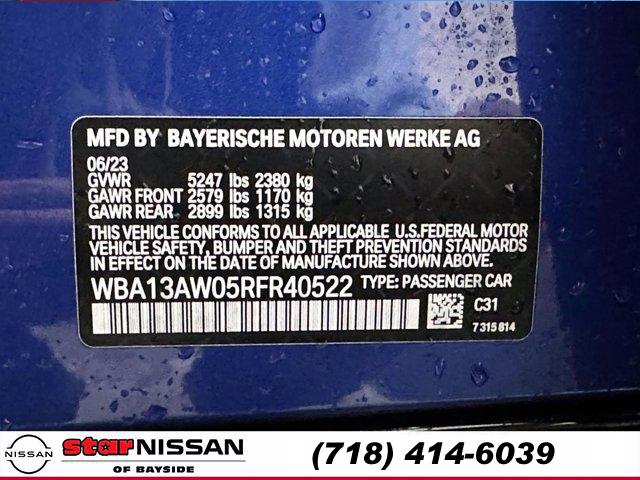 MFD BY BAYERISCHE MOTOREN WERKE AG
06/23
GVWR 5247 lbs 2380 kg
GAWR FRONT 2579 lbs 1170 kg
GAWR REAR 2899 lbs 1315 kg
THIS VEHICLE CONFORMS TO ALL APPLICABLE U.S.FEDERAL MOTOR
VEHICLE SAFETY, BUMPER AND THEFT PREVENTION STANDARDS
IN EFFECT ON THE DATE OF MANUFACTURE SHOWN ABOVE.
WBA13AW05RFR40522 TYPE: PASSENGER CAR
C31
7315614
NISSAN
star NISSAN
OF BAYSIDE
(718) 414-6039